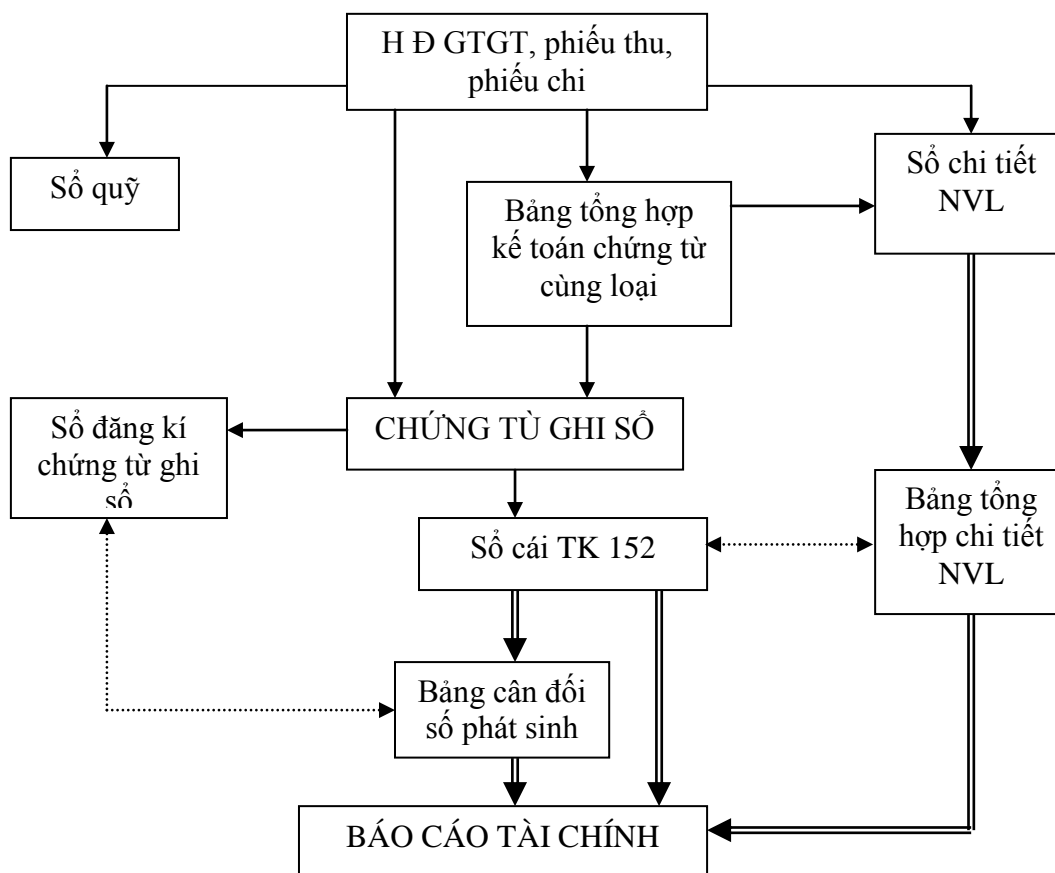 H Đ GTGT, phiếu thu,
phiếu chi
Sổ quỹ
Bảng tổng hợp
kế toán chứng từ
cùng loại
Sổ chi tiết
NVL
Sổ đăng kí
chứng từ ghi
sổ
CHỨNG TÙ GHI SỔ
Sổ cái TK 152
Bảng tổng
hợp chi tiết
NVL
Bảng cân đối
số phát sinh
BÁO CÁO TÀI CHÍNH